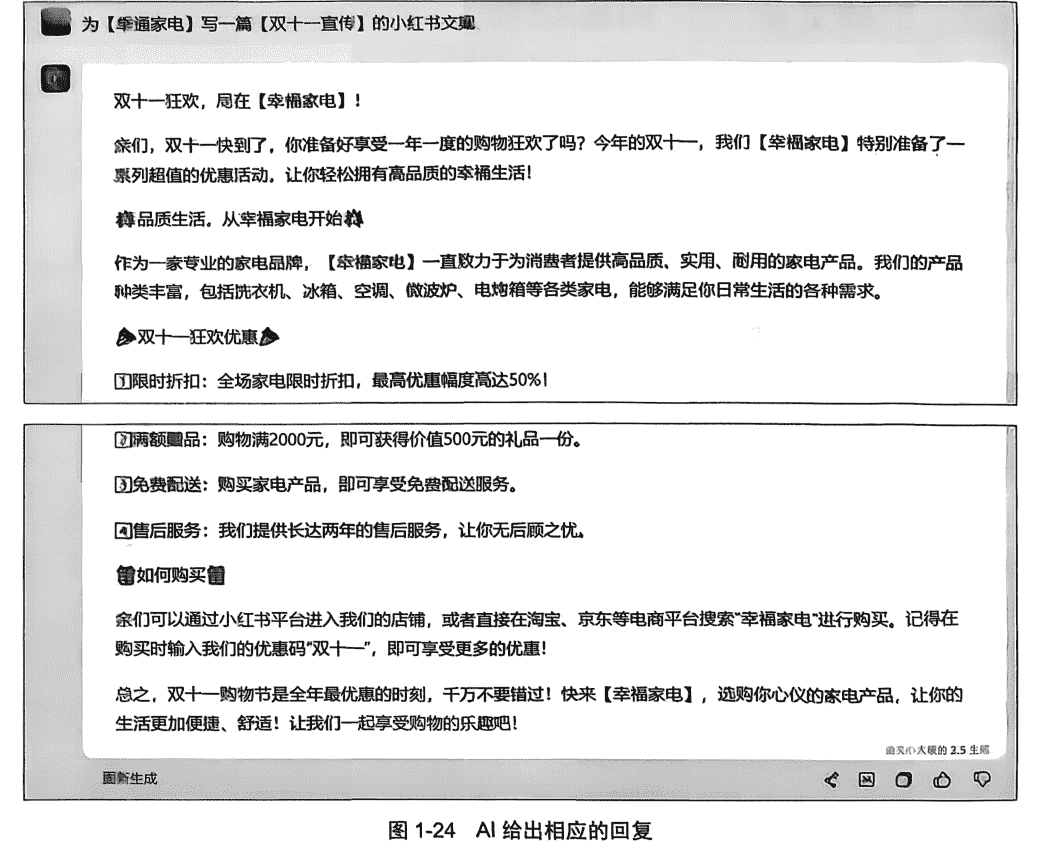 为【幸福家电】写一篇【双十一宣传】的小红书文案
双十一狂欢，尽在【幸福家电】！
亲们，双十一快到了，你准备好享受一年一度的购物狂欢了吗？今年的双十一，我们【幸福家电】特别准备了一
系列超值的优惠活动，让你轻松拥有高品质的幸福生活！
品质生活，从幸福家电开始
作为一家专业的家电品牌，【幸福家电】一直致力于为消费者提供高品质、实用、耐用的家电产品。我们的产品
种类丰富，包括洗衣机、冰箱、空调、微波炉、电烤箱等各类家电，能够满足你日常生活的各种需求。
双十一狂欢优惠
1限时折扣：全场家电限时折扣，最高优惠幅度高达50%！
2满额赠品：购物满2000元，即可获得价值500元的礼品一份。
3免费配送：购买家电产品，即可享受免费配送服务。
4售后服务：我们提供长达两年的售后服务，让你无后顾之忧。
如何购买
亲们可以通过小红书平台进入我们的店铺，或者直接在淘宝、京东等电商平台搜索“幸福家电”进行购买。记得在
购买时输入我们的优惠码“双十一”，即可享受更多的优惠！
总之，双十一购物节是全年最优惠的时刻，千万不要错过！快来【幸福家电】，选购你心仪的家电产品，让你的
生活更加便捷、舒适！让我们一起享受购物的乐趣吧！
由文心大模的 2.5 生成
重新生成
图 1-24 AI 给出相应的回复